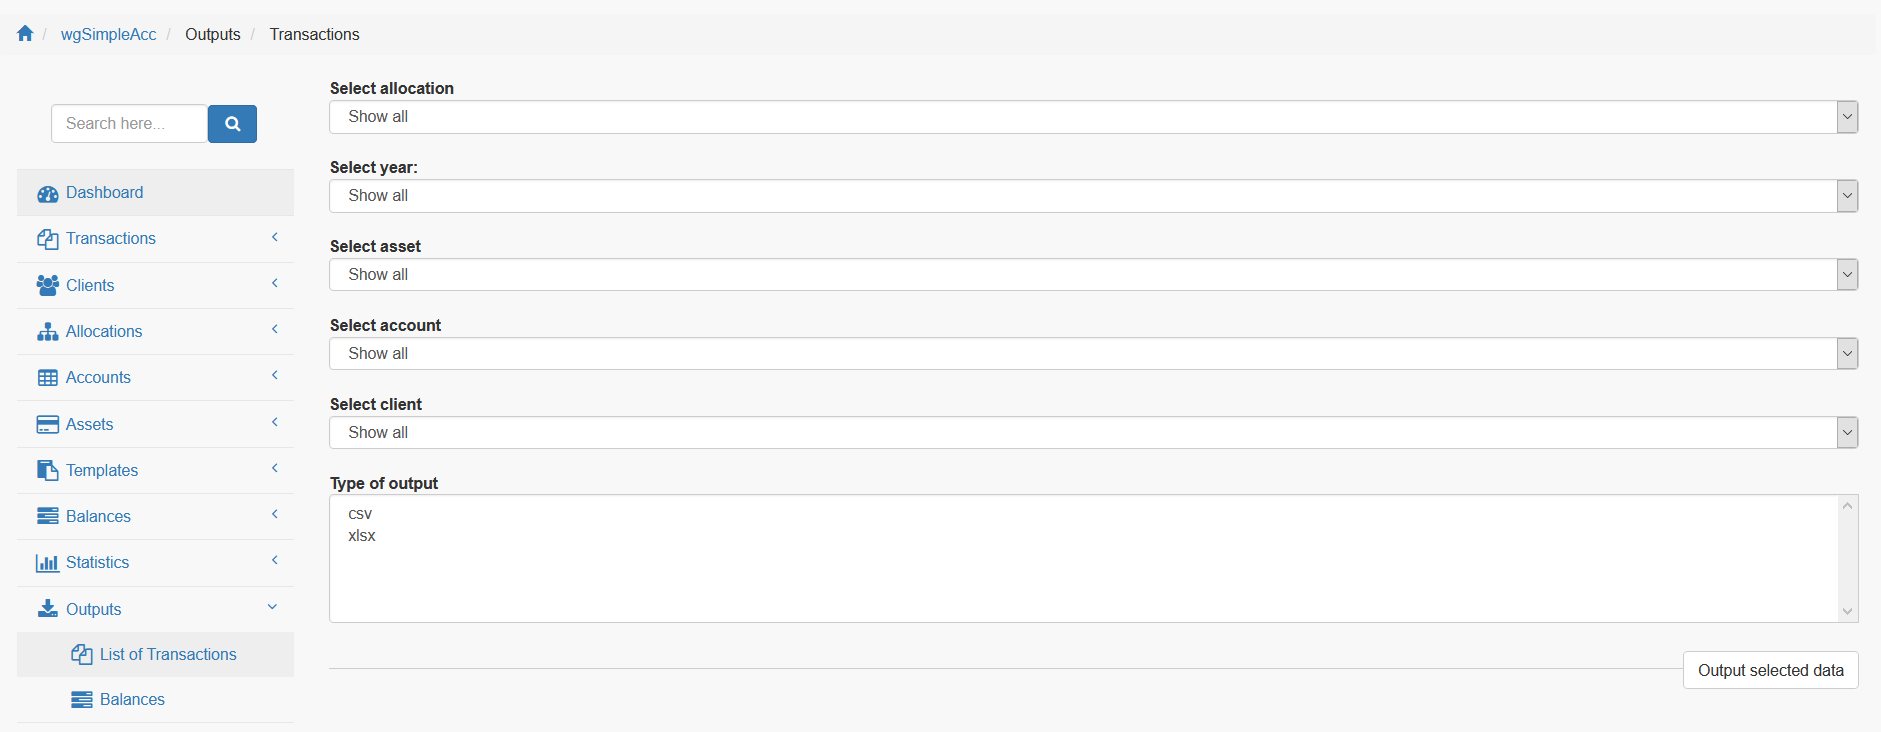 / wgSimpleAcc / Outputs / Transactions
Search here...
Dashboard
Transactions
Clients
Allocations
Accounts
Assets
Templates
Balances
Statistics
Outputs
List of Transactions
Balances
Select allocation
Show all
Select year:
Show all
Select asset
Show all
Select account
Show all
Select client
Show all
Type of output
csv
xlsx
Output selected data